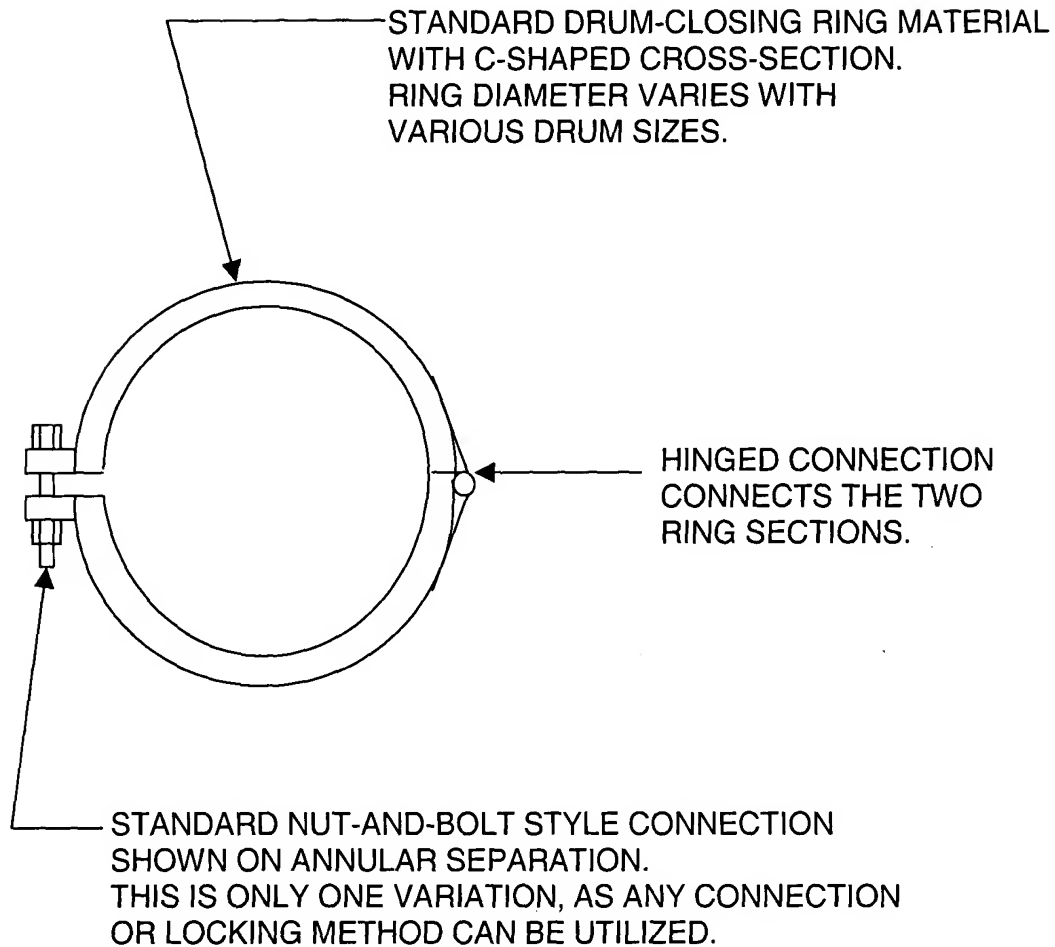 STANDARD DRUM-CLOSING RING MATERIAL
WITH C-SHAPED CROSS-SECTION.
RING DIAMETER VARIES WITH
VARIOUS DRUM SIZES.
HINGED CONNECTION
CONNECTS THE TWO
RING SECTIONS.
STANDARD NUT-AND-BOLT STYLE CONNECTION
SHOWN ON ANNULAR SEPARATION.
THIS IS ONLY ONE VARIATION, AS ANY CONNECTION
OR LOCKING METHOD CAN BE UTILIZED.